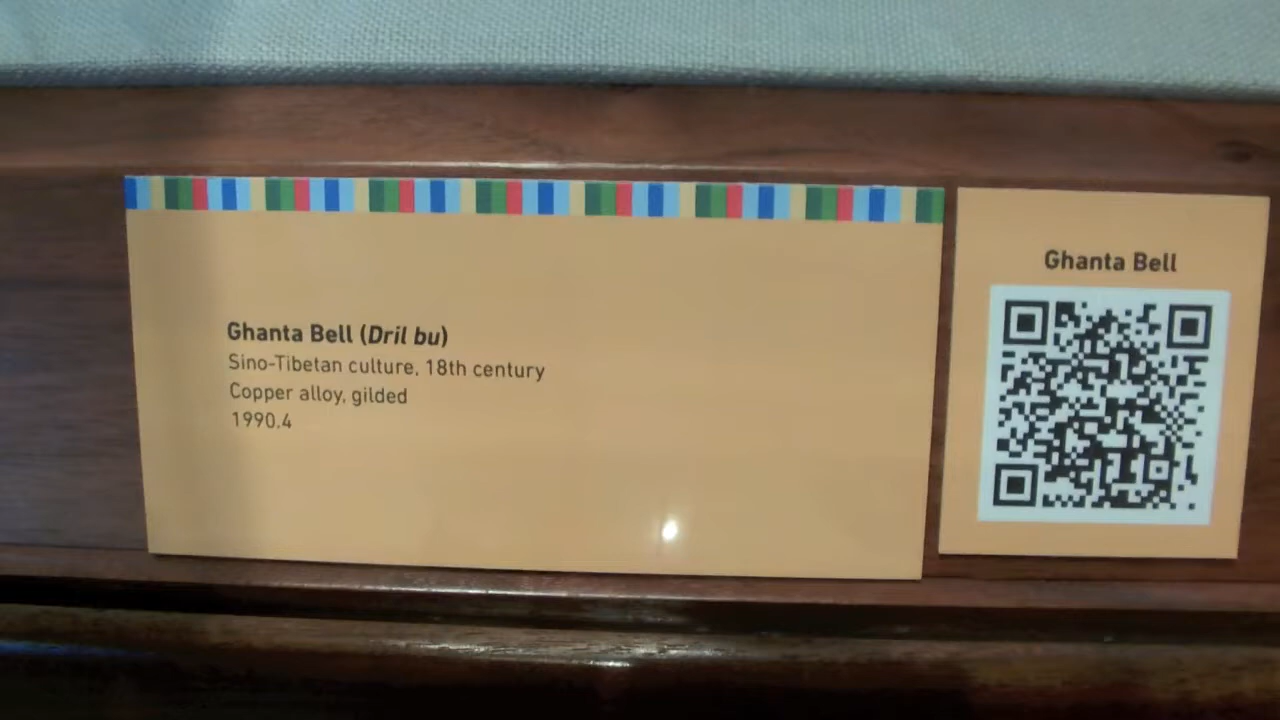 Ghanta Bell (Dril bu)
Sino-Tibetan culture, 18th century
Copper alloy, gilded
1990.4
Ghanta Bell